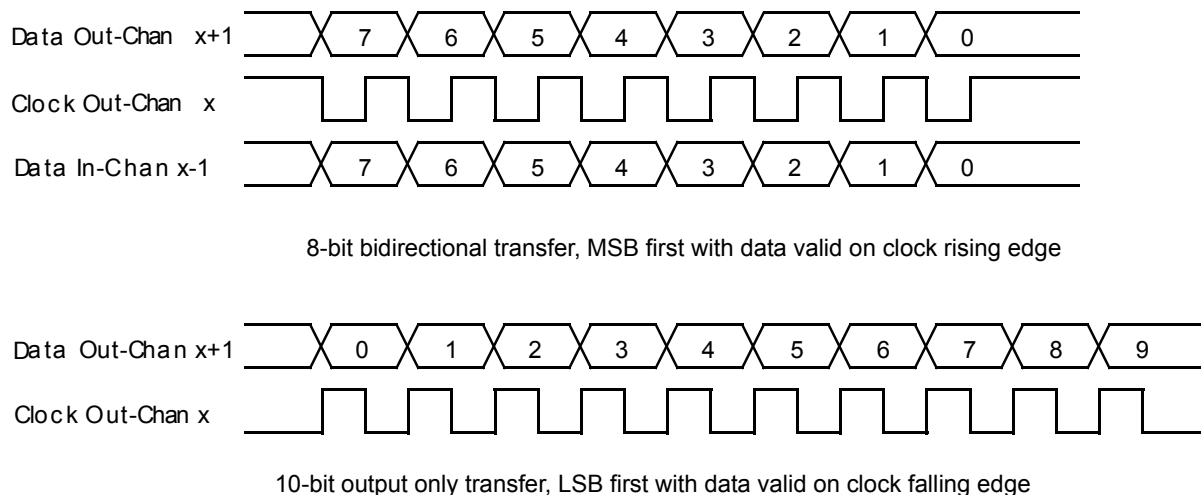 Data Out-Chan x+1 7 6 5 4 3 2 1 0
Clock Out-Chan x
Data In-Chan x-1 7 6 5 4 3 2 1 0
8-bit bidirectional transfer, MSB first with data valid on clock rising edge
Data Out-Chan x+1 0 1 2 3 4 5 6 7 8 9
Clock Out-Chan x
10-bit output only transfer, LSB first with data valid on clock falling edge